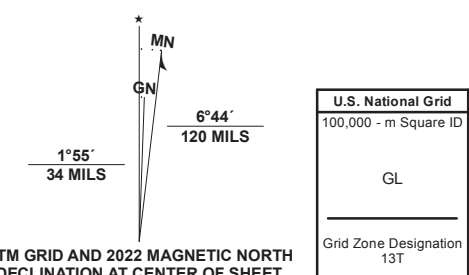 ★
MN
GN
6°44´
120 MILS
1°55´
34 MILS
TM GRID AND 2022 MAGNETIC NORTH
DECLINATION AT CENTER OF SHEET
U.S. National Grid
100,000 - m Square ID
GL
Grid Zone Designation
13T